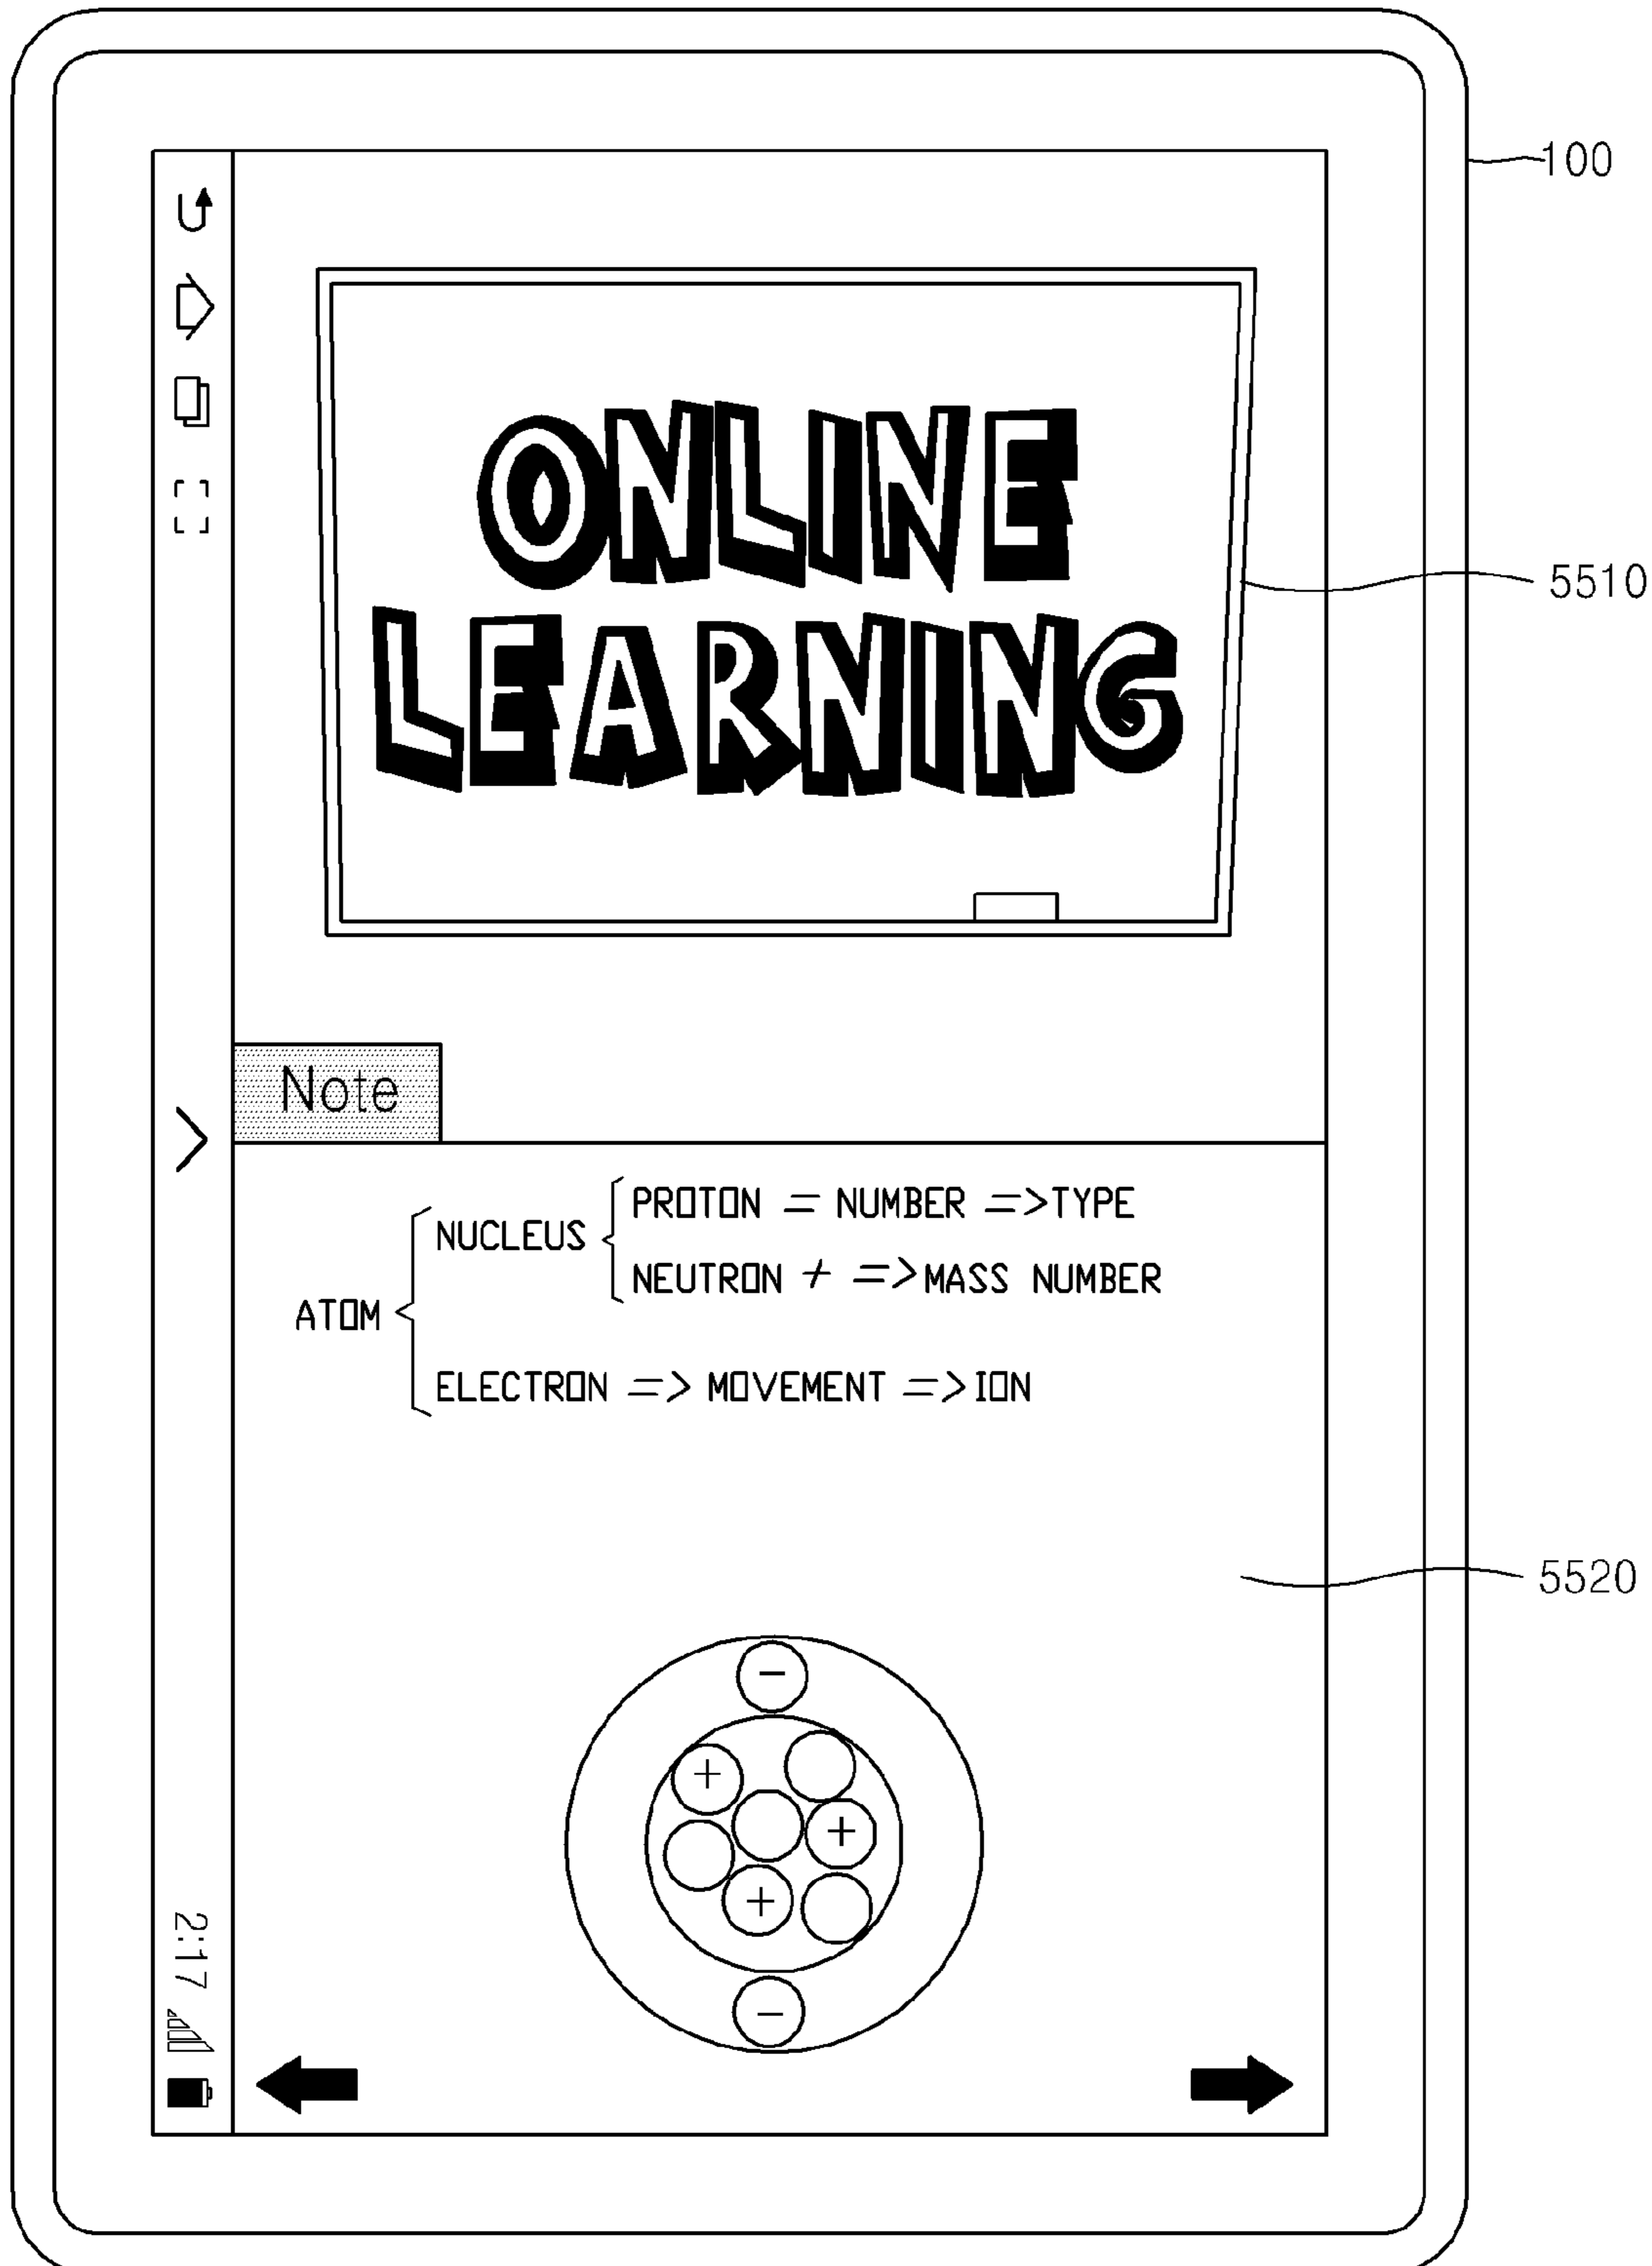 100
ONLINE
LEARNING
5510
Note
PROTON = NUMBER =>TYPE
NUCLEUS
NEUTRON + =>MASS NUMBER
ATOM
ELECTRON => MOVEMENT =>ION
5520
−
+
+
+
−
2:17